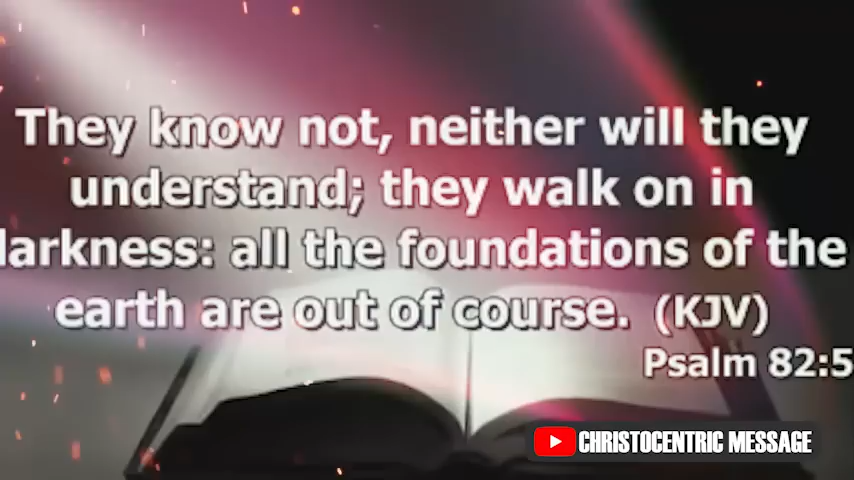 They know not, neither will they
understand; they walk on in
darkness: all the foundations of the
earth are out of course. (KJV)
Psalm 82:5
CHRISTOCENTRIC MESSAGE